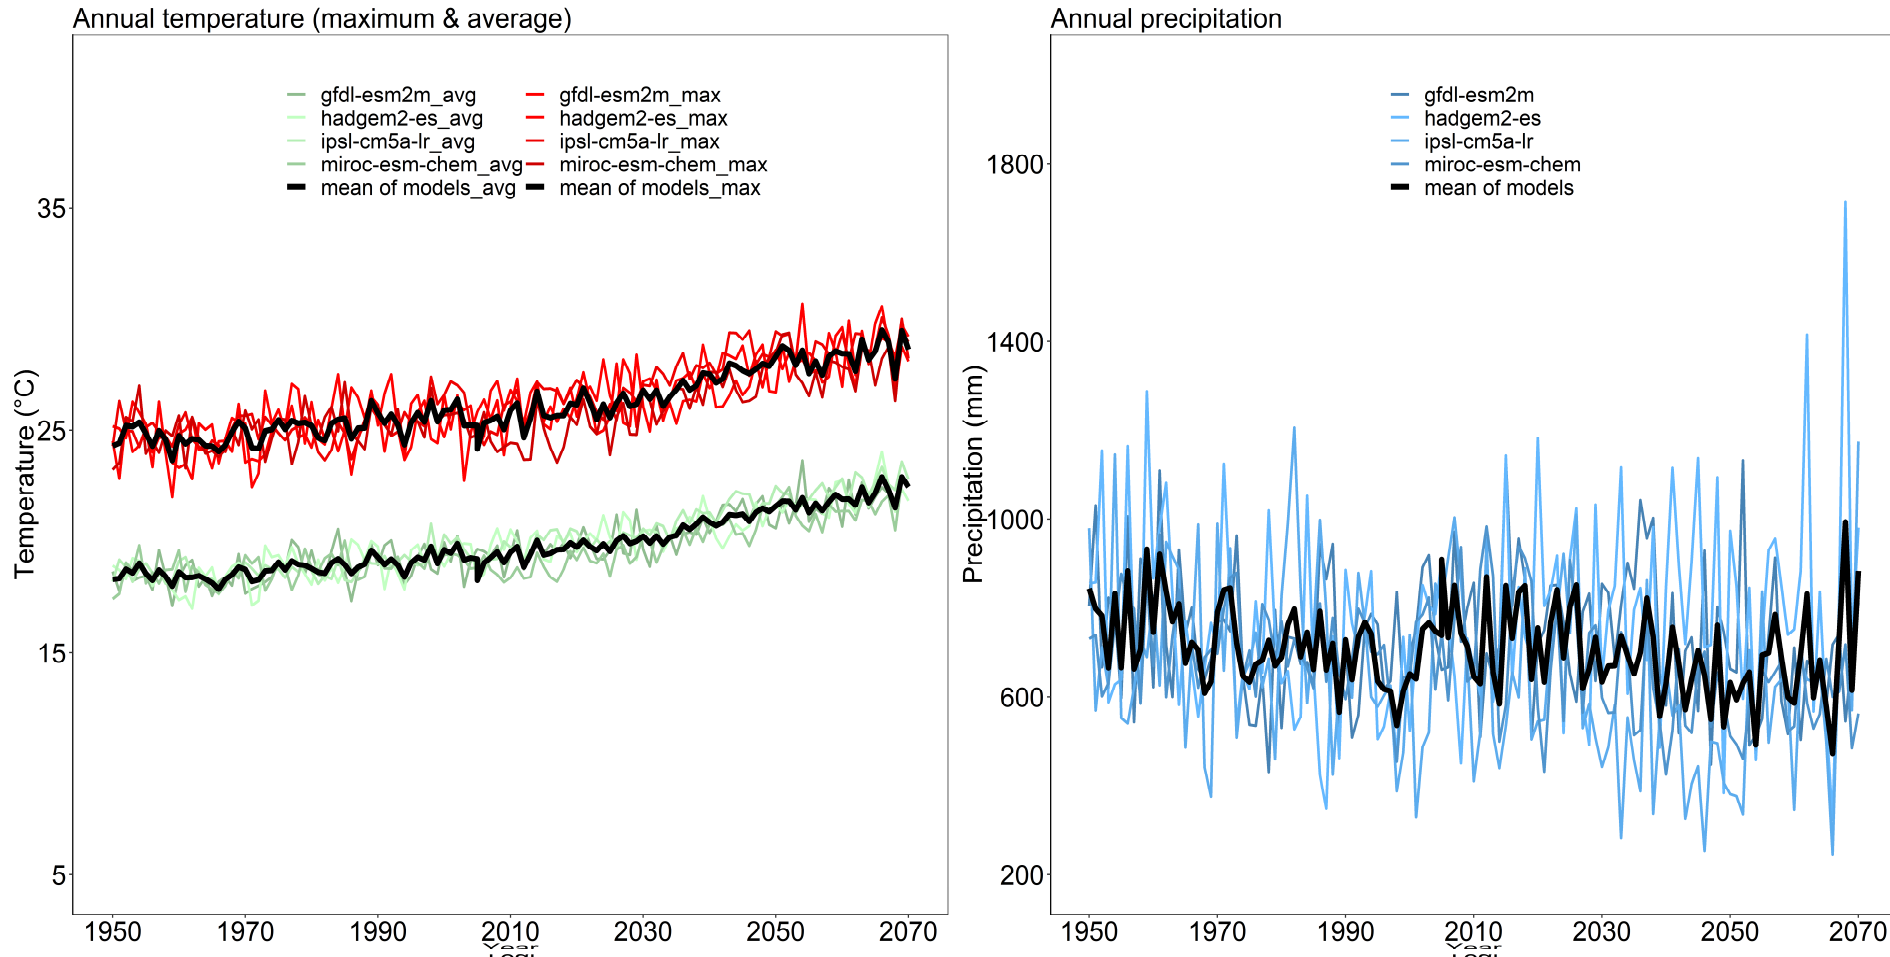 Annual temperature (maximum & average)
gfdl-esm2m_avg gfdl-esm2m_max
hadgem2-es_avg hadgem2-es_max
ipsl-cm5a-lr_avg ipsl-cm5a-lr_max
miroc-esm-chem_avg miroc-esm-chem_max
mean of models_avg mean of models_max
Temperature (°C)
35
25
15
5
1950 1970 1990 2010 2030 2050 2070
Year
Annual precipitation
gfdl-esm2m
hadgem2-es
ipsl-cm5a-lr
miroc-esm-chem
mean of models
Precipitation (mm)
1800
1400
1000
600
200
1950 1970 1990 2010 2030 2050 2070
Year